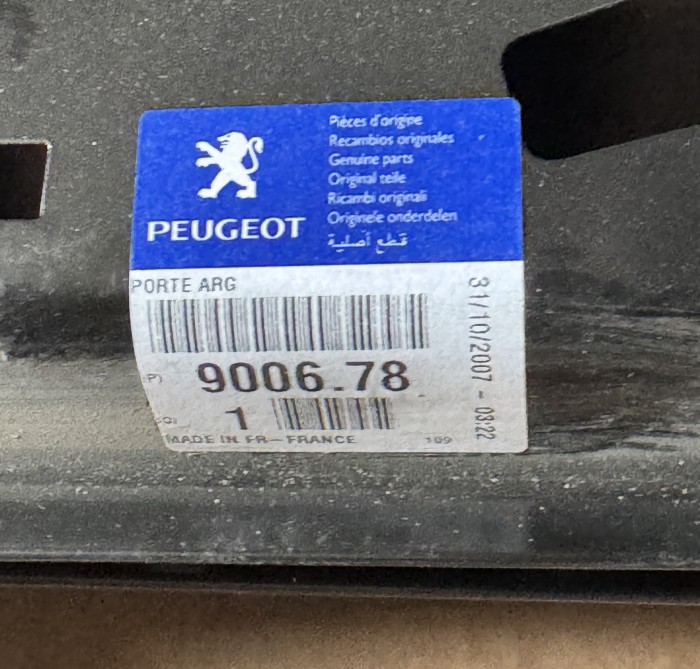 Pièces d'origine
Recambios originales
Genuine parts
Original teile
Ricambi originali
Originele onderdelen
قطع أصلية
PEUGEOT
PORTE ARG
31/10/2007 - 03:22
(P) 9006.78
(Q) 1
MADE IN FR - FRANCE 109